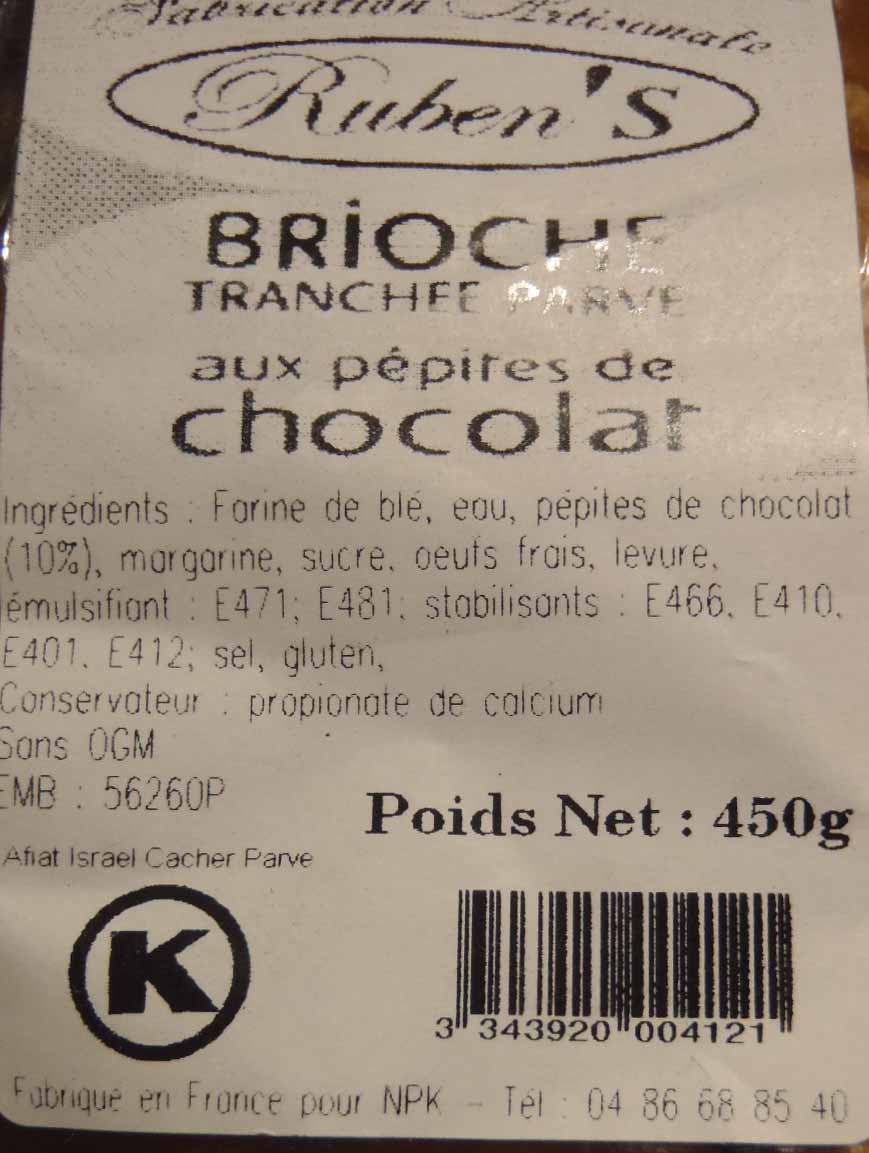 Fabrication Artisanale
Ruben's
BRIOCHE
TRANCHEE PARVE
aux pépites de
chocolat
Ingrédients : Farine de blé, eau, pépites de chocolat
(10%), margarine, sucre, oeufs frais, levure,
émulsifiant : E471; E481; stabilisants : E466, E410,
E401, E412; sel, gluten,
Conservateur : propionate de calcium
Sans OGM
EMB : 56260P
Poids Net : 450g
Afiat Israel Cacher Parve
K
3 343920 004121
Fabriqué en France pour NPK - Tél : 04 86 68 85 40